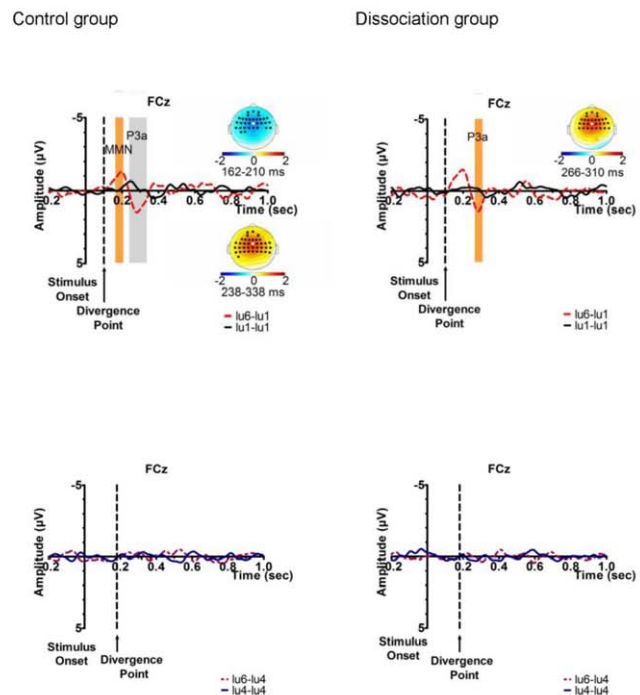 Control group
Dissociation group
FCz
-5
Amplitude (µV)
5
MMN
P3a
0.2
0.2
0.4
0.6
0.8
1.0
Time (sec)
-2 0 2
162-210 ms
-2 0 2
238-338 ms
Stimulus
Onset
Divergence
Point
lu6-lu1
lu1-lu1
FCz
-5
Amplitude (µV)
5
P3a
0.2
0.2
0.4
0.6
0.8
1.0
Time (sec)
-2 0 2
266-310 ms
Stimulus
Onset
Divergence
Point
lu6-lu1
lu1-lu1
FCz
-5
Amplitude (µV)
5
0.2
0.2
0.4
0.6
0.8
1.0
Time (sec)
Stimulus
Onset
Divergence
Point
lu6-lu4
lu4-lu4
FCz
-5
Amplitude (µV)
5
0.2
0.2
0.4
0.6
0.8
1.0
Time (sec)
Stimulus
Onset
Divergence
Point
lu6-lu4
lu4-lu4